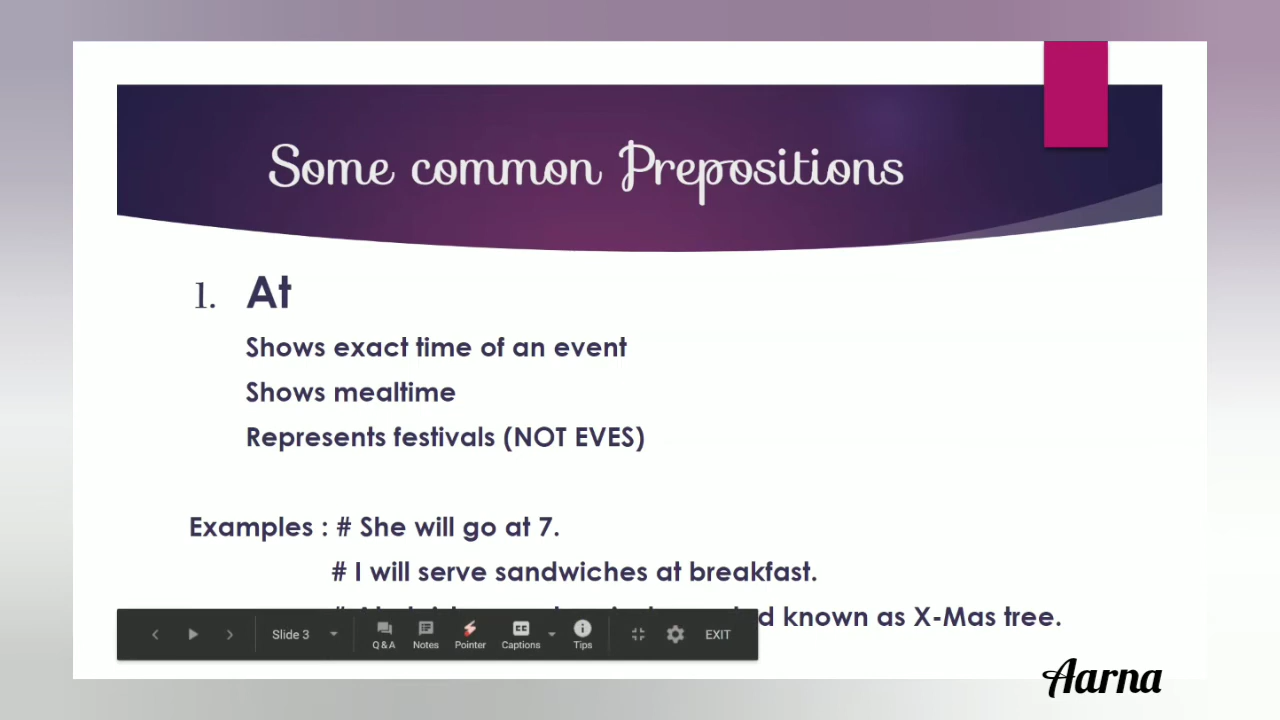 Some common Prepositions
1. At
Shows exact time of an event
Shows mealtime
Represents festivals (NOT EVES)
Examples : # She will go at 7.
# I will serve sandwiches at breakfast.
known as X-Mas tree.
Slide 3
Q&A
Notes
Pointer
CC
Captions
Tips
EXIT
Aarna